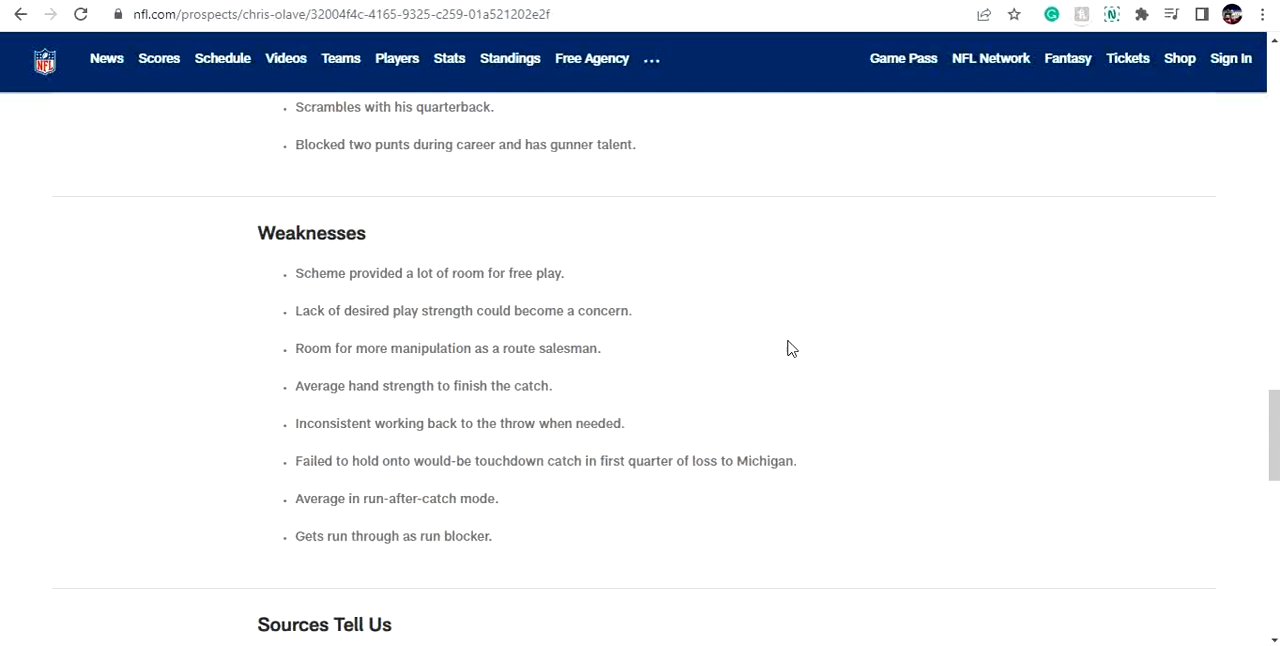 nfl.com/prospects/chris-olave/32004f4c-4165-9325-c259-01a521202e2f
NFL News Scores Schedule Videos Teams Players Stats Standings Free Agency ... Game Pass NFL Network Fantasy Tickets Shop Sign In
• Scrambles with his quarterback.
• Blocked two punts during career and has gunner talent.
Weaknesses
• Scheme provided a lot of room for free play.
• Lack of desired play strength could become a concern.
• Room for more manipulation as a route salesman.
• Average hand strength to finish the catch.
• Inconsistent working back to the throw when needed.
• Failed to hold onto would-be touchdown catch in first quarter of loss to Michigan.
• Average in run-after-catch mode.
• Gets run through as run blocker.
Sources Tell Us